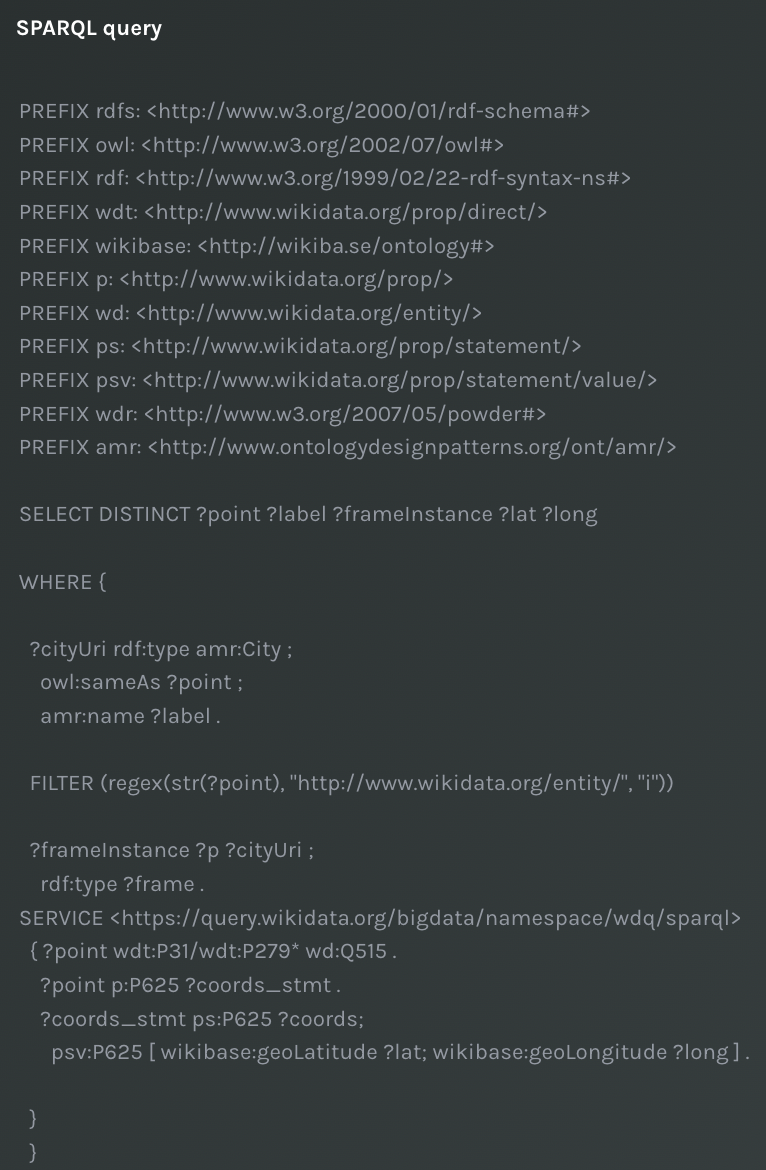 SPARQL query
PREFIX rdfs: <http://www.w3.org/2000/01/rdf-schema#>
PREFIX owl: <http://www.w3.org/2002/07/owl#>
PREFIX rdf: <http://www.w3.org/1999/02/22-rdf-syntax-ns#>
PREFIX wdt: <http://www.wikidata.org/prop/direct/>
PREFIX wikibase: <http://wikiba.se/ontology#>
PREFIX p: <http://www.wikidata.org/prop/>
PREFIX wd: <http://www.wikidata.org/entity/>
PREFIX ps: <http://www.wikidata.org/prop/statement/>
PREFIX psv: <http://www.wikidata.org/prop/statement/value/>
PREFIX wdr: <http://www.w3.org/2007/05/powder#>
PREFIX amr: <http://www.ontologydesignpatterns.org/ont/amr/>
SELECT DISTINCT ?point ?label ?frameInstance ?lat ?long
WHERE {
?cityUri rdf:type amr:City ;
owl:sameAs ?point ;
amr:name ?label .
FILTER (regex(str(?point), "http://www.wikidata.org/entity/", "i"))
?frameInstance ?p ?cityUri ;
rdf:type ?frame .
SERVICE <https://query.wikidata.org/bigdata/namespace/wdq/sparql>
{ ?point wdt:P31/wdt:P279* wd:Q515 .
?point p:P625 ?coords_stmt .
?coords_stmt ps:P625 ?coords;
psv:P625 [ wikibase:geoLatitude ?lat; wikibase:geoLongitude ?long ] .
}
}